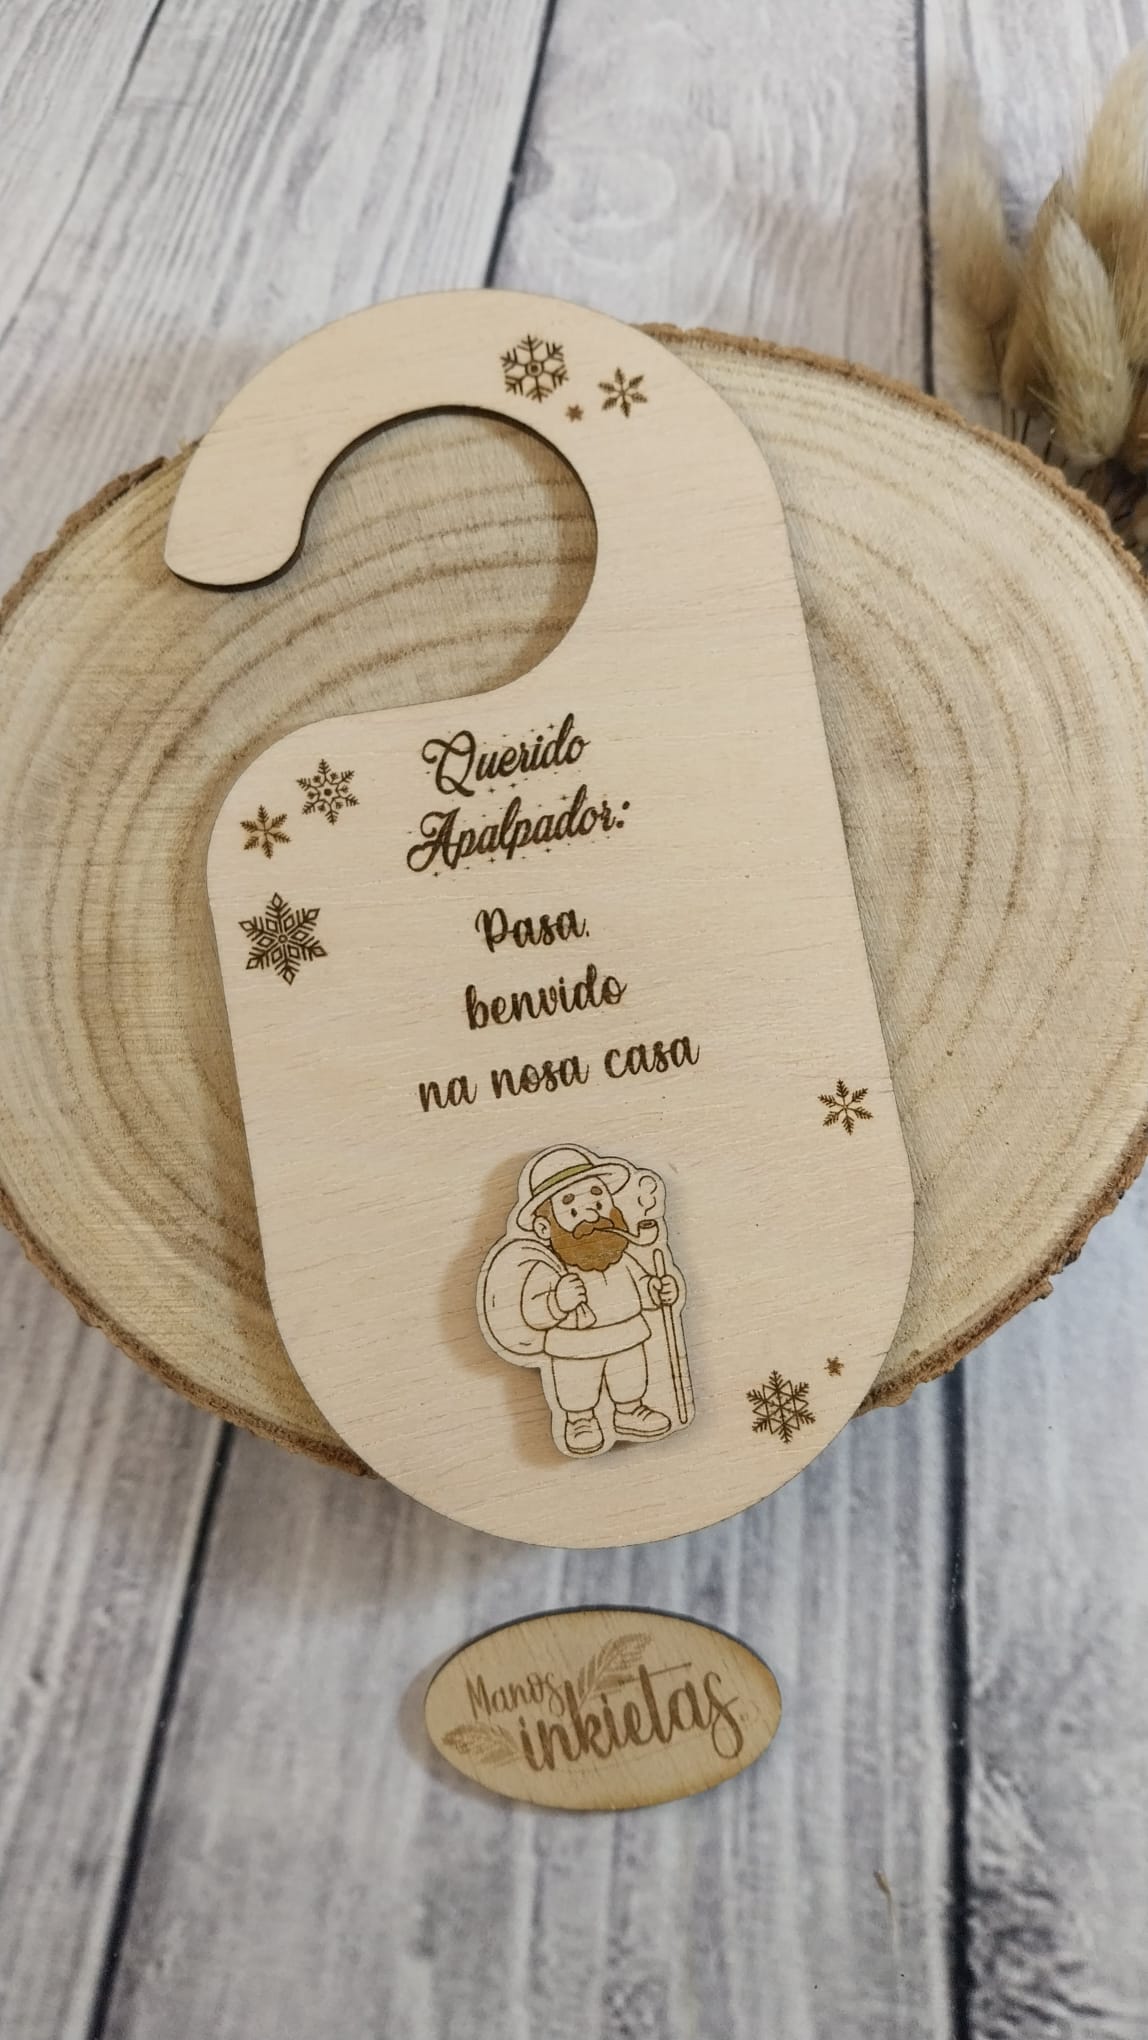 Querido
Apalpador:
Pasa,
benvido
na nosa casa
Manos
inkietas